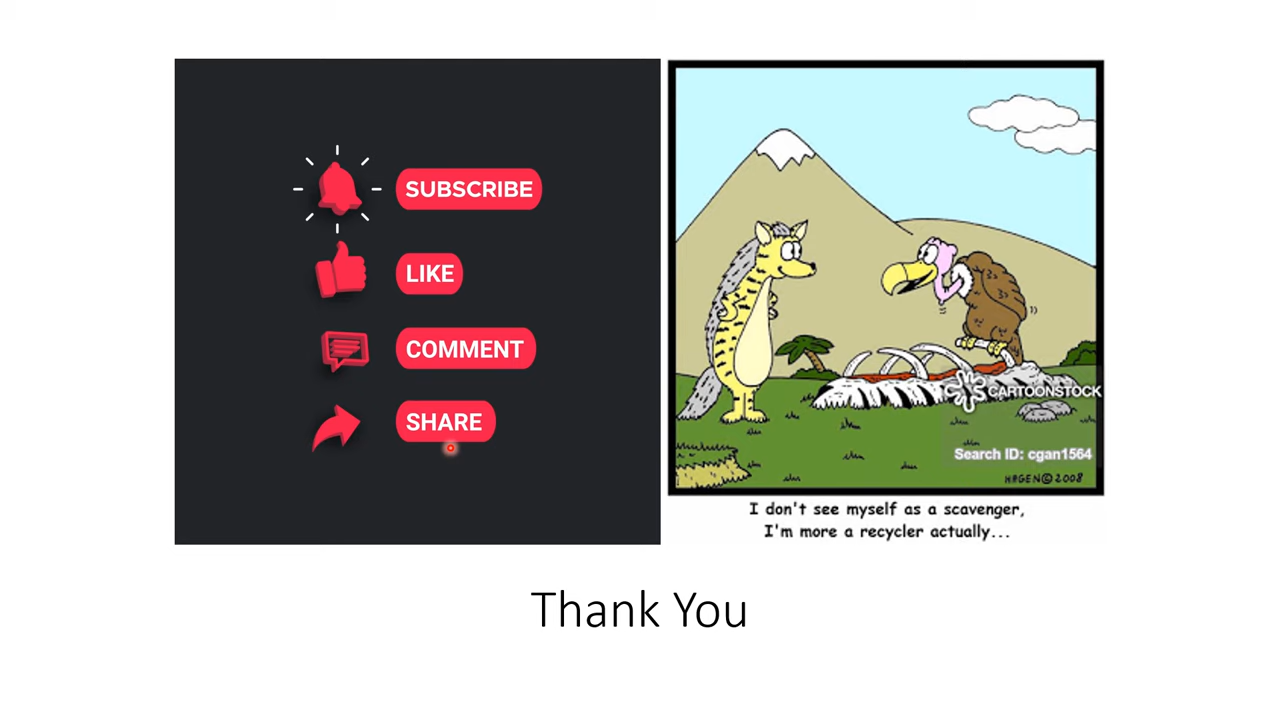 SUBSCRIBE
LIKE
COMMENT
SHARE
CARTOONSTOCK
Search ID: cgan1564
HAGEN©2008
I don't see myself as a scavenger,
I'm more a recycler actually...
Thank You